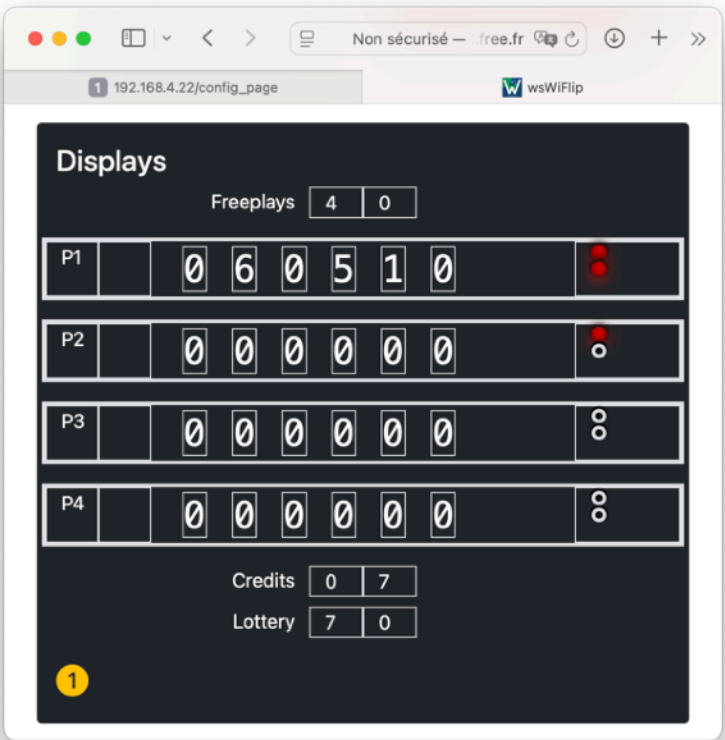 Non sécurisé — free.fr
1 192.168.4.22/config_page
wsWiFlip
Displays
Freeplays 4 0
P1 0 6 0 5 1 0
P2 0 0 0 0 0 0
P3 0 0 0 0 0 0
P4 0 0 0 0 0 0
Credits 0 7
Lottery 7 0
1